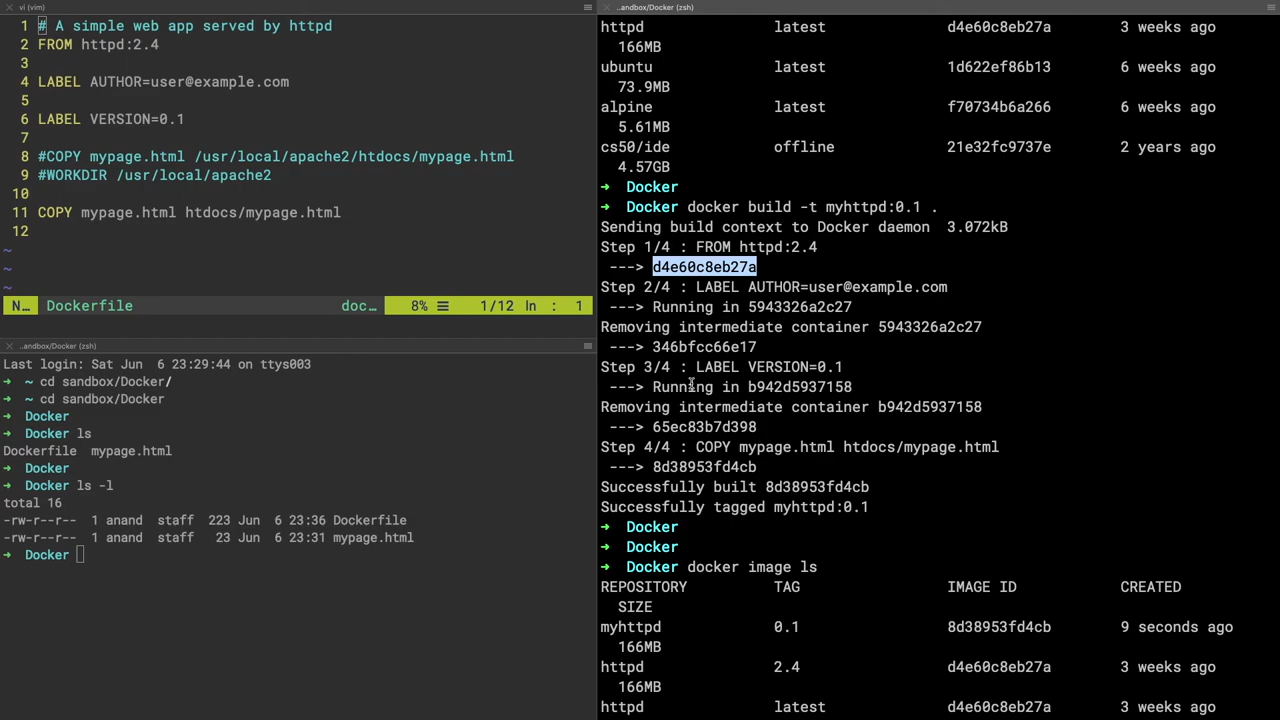 vi (vim)
1 # A simple web app served by httpd
2 FROM httpd:2.4
3
4 LABEL AUTHOR=user@example.com
5
6 LABEL VERSION=0.1
7
8 #COPY mypage.html /usr/local/apache2/htdocs/mypage.html
9 #WORKDIR /usr/local/apache2
10
11 COPY mypage.html htdocs/mypage.html
12
~
~
~
N… Dockerfile doc… 8% ☰ 1/12 ln : 1
..andbox/Docker (zsh)
Last login: Sat Jun  6 23:29:44 on ttys003
➜  ~ cd sandbox/Docker/
➜  ~ cd sandbox/Docker
➜  Docker
➜  Docker ls
Dockerfile  mypage.html
➜  Docker
➜  Docker ls -l
total 16
-rw-r--r--  1 anand  staff  223 Jun  6 23:36 Dockerfile
-rw-r--r--  1 anand  staff   23 Jun  6 23:31 mypage.html
➜  Docker
..andbox/Docker (zsh)
httpd latest d4e60c8eb27a 3 weeks ago
166MB
ubuntu latest 1d622ef86b13 6 weeks ago
73.9MB
alpine latest f70734b6a266 6 weeks ago
5.61MB
cs50/ide offline 21e32fc9737e 2 years ago
4.57GB
➜  Docker
➜  Docker docker build -t myhttpd:0.1 .
Sending build context to Docker daemon  3.072kB
Step 1/4 : FROM httpd:2.4
---> d4e60c8eb27a
Step 2/4 : LABEL AUTHOR=user@example.com
---> Running in 5943326a2c27
Removing intermediate container 5943326a2c27
---> 346bfcc66e17
Step 3/4 : LABEL VERSION=0.1
---> Running in b942d5937158
Removing intermediate container b942d5937158
---> 65ec83b7d398
Step 4/4 : COPY mypage.html htdocs/mypage.html
---> 8d38953fd4cb
Successfully built 8d38953fd4cb
Successfully tagged myhttpd:0.1
➜  Docker
➜  Docker
➜  Docker docker image ls
REPOSITORY TAG IMAGE ID CREATED
SIZE
myhttpd 0.1 8d38953fd4cb 9 seconds ago
166MB
httpd 2.4 d4e60c8eb27a 3 weeks ago
166MB
httpd latest d4e60c8eb27a 3 weeks ago